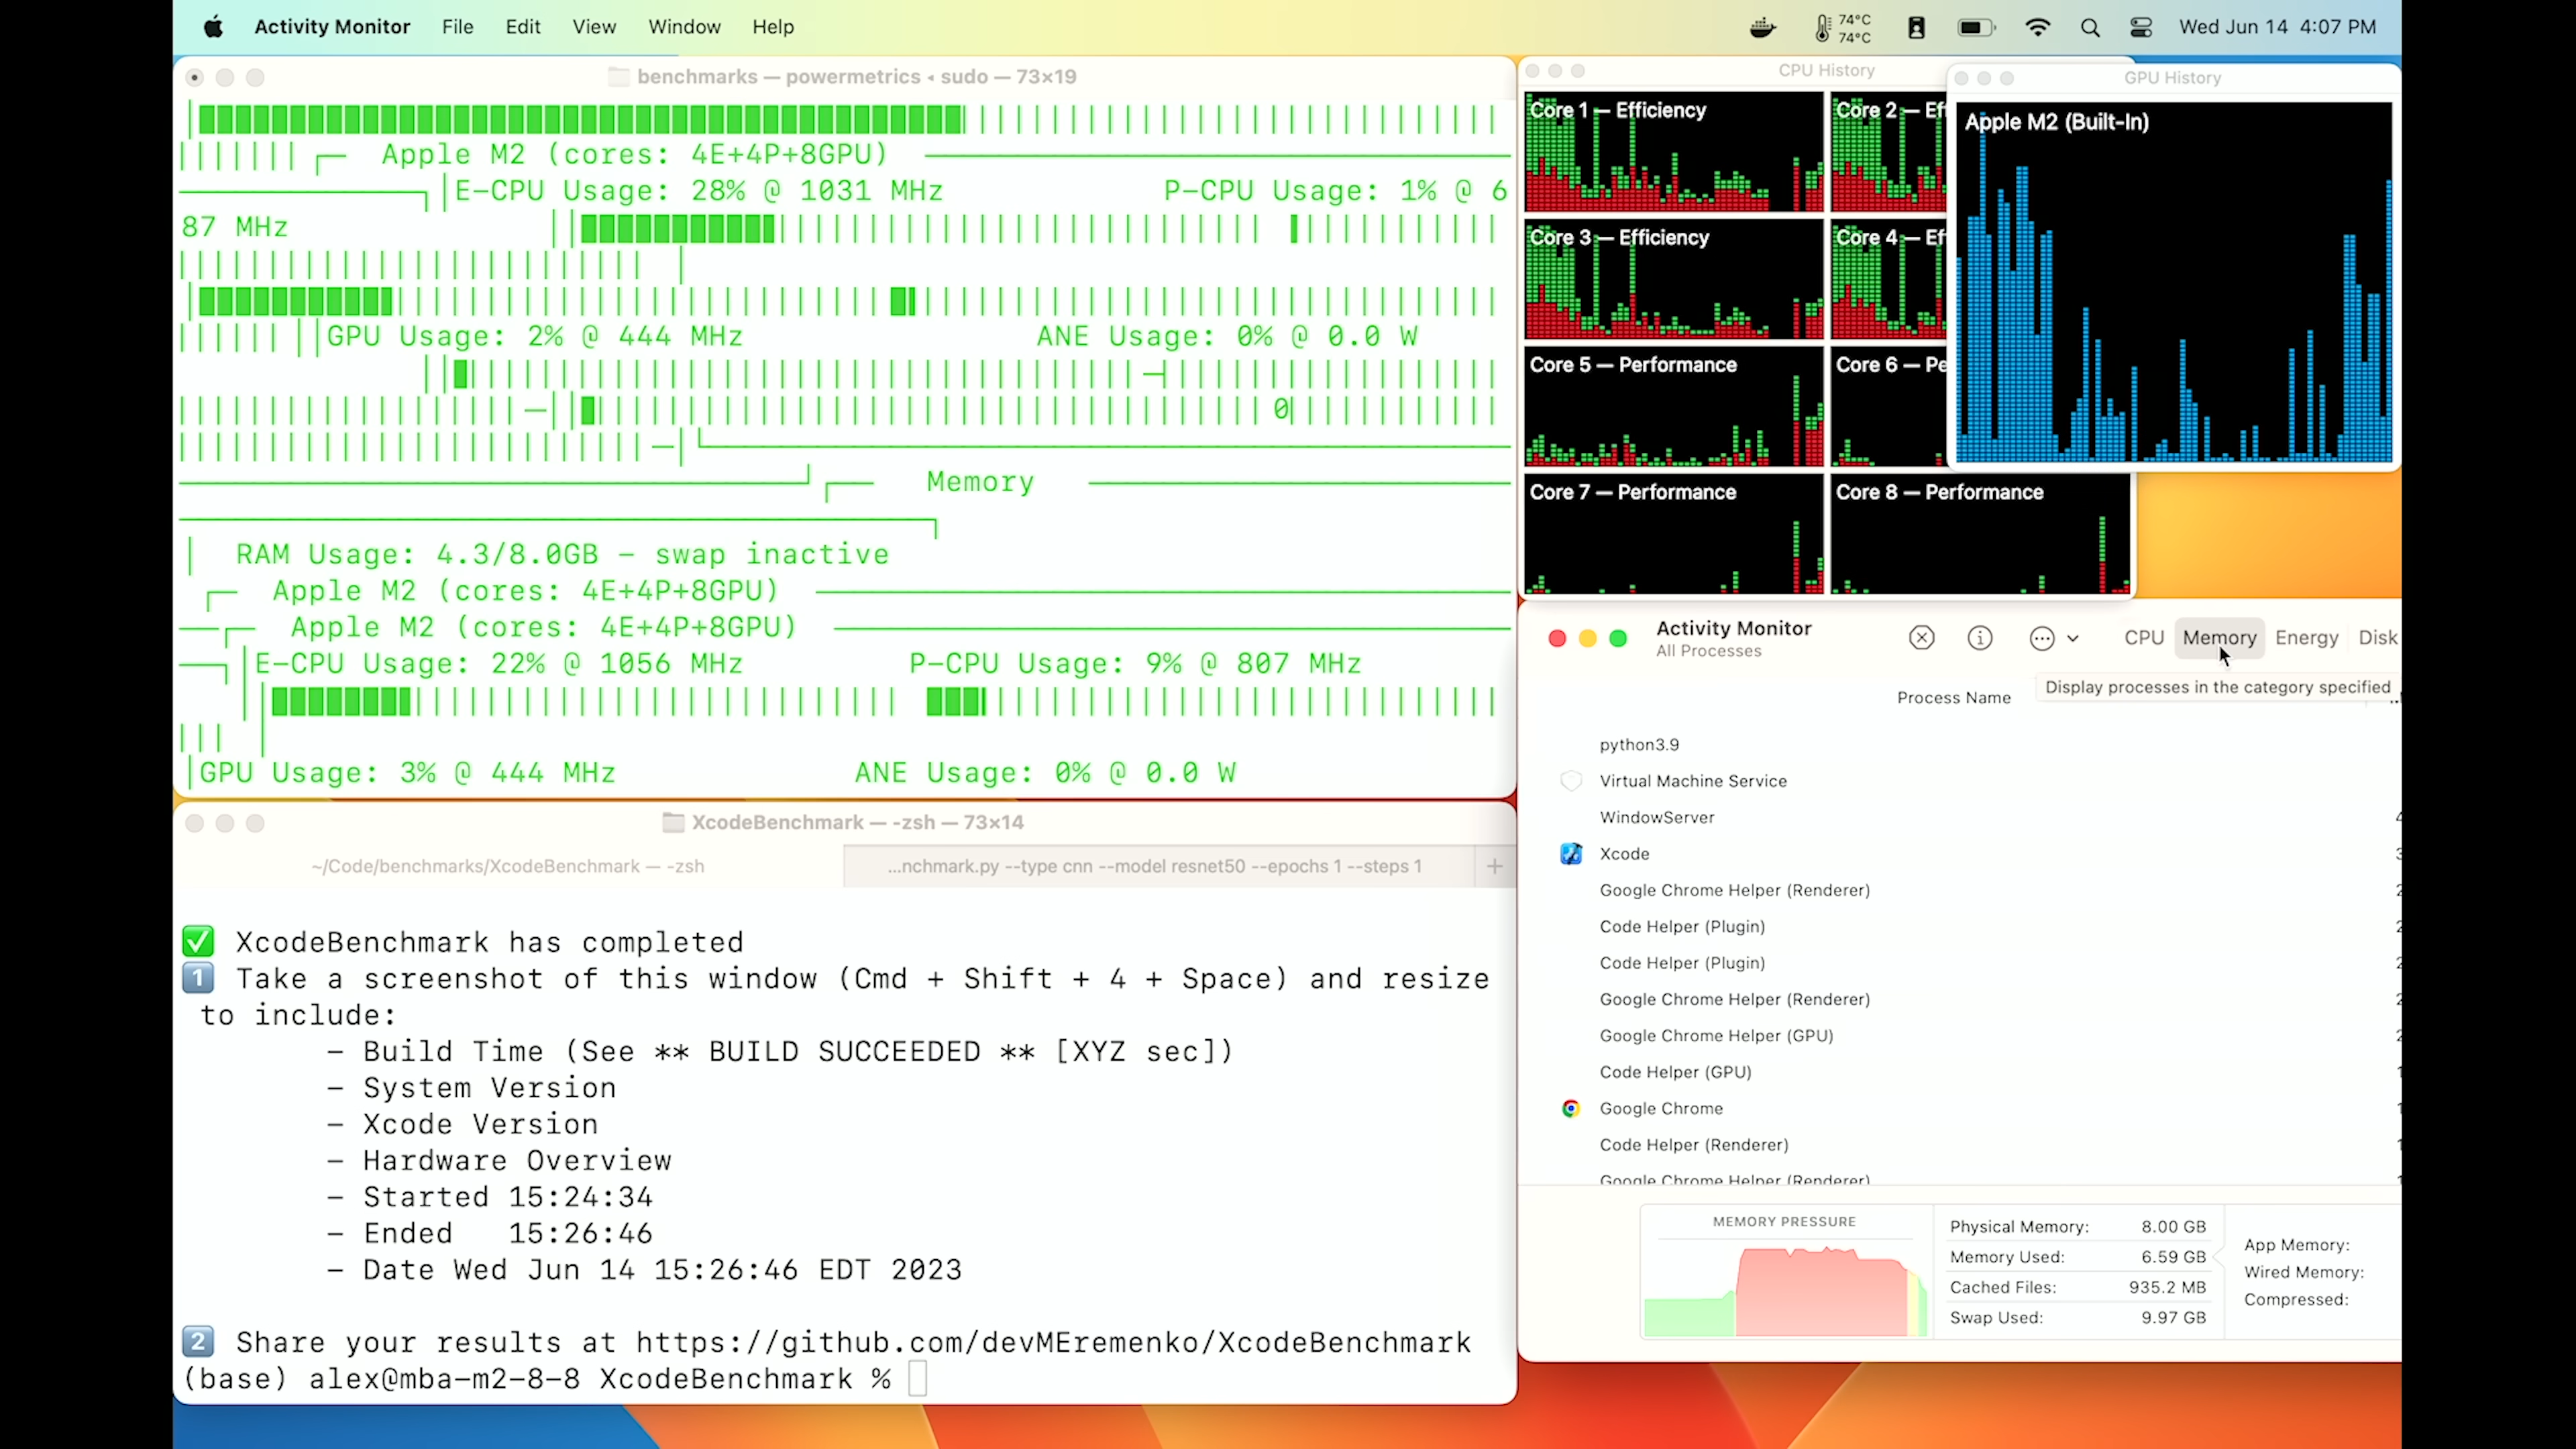 Activity Monitor File Edit View Window Help 74°C 74°C Wed Jun 14 4:07 PM
benchmarks — powermetrics ◂ sudo — 73×19
Apple M2 (cores: 4E+4P+8GPU)
E-CPU Usage: 28% @ 1031 MHz P-CPU Usage: 1% @ 6
87 MHz
GPU Usage: 2% @ 444 MHz ANE Usage: 0% @ 0.0 W
0
Memory
RAM Usage: 4.3/8.0GB - swap inactive
Apple M2 (cores: 4E+4P+8GPU)
Apple M2 (cores: 4E+4P+8GPU)
E-CPU Usage: 22% @ 1056 MHz P-CPU Usage: 9% @ 807 MHz
GPU Usage: 3% @ 444 MHz ANE Usage: 0% @ 0.0 W
XcodeBenchmark — -zsh — 73×14
~/Code/benchmarks/XcodeBenchmark — -zsh ...nchmark.py --type cnn --model resnet50 --epochs 1 --steps 1 +
✅ XcodeBenchmark has completed
1️⃣ Take a screenshot of this window (Cmd + Shift + 4 + Space) and resize
to include:
- Build Time (See ** BUILD SUCCEEDED ** [XYZ sec])
- System Version
- Xcode Version
- Hardware Overview
- Started 15:24:34
- Ended 15:26:46
- Date Wed Jun 14 15:26:46 EDT 2023
2️⃣ Share your results at https://github.com/devMEremenko/XcodeBenchmark
(base) alex@mba-m2-8-8 XcodeBenchmark %
CPU History
Core 1 — Efficiency
Core 2 — Ef
Core 3 — Efficiency
Core 4 — Ef
Core 5 — Performance
Core 6 — Pe
Core 7 — Performance
Core 8 — Performance
GPU History
Apple M2 (Built-In)
Activity Monitor
All Processes
CPU Memory Energy Disk
Process Name
Display processes in the category specified
python3.9
Virtual Machine Service
WindowServer
Xcode
Google Chrome Helper (Renderer)
Code Helper (Plugin)
Code Helper (Plugin)
Google Chrome Helper (Renderer)
Google Chrome Helper (GPU)
Code Helper (GPU)
Google Chrome
Code Helper (Renderer)
Google Chrome Helper (Renderer)
MEMORY PRESSURE
Physical Memory: 8.00 GB
Memory Used: 6.59 GB
Cached Files: 935.2 MB
Swap Used: 9.97 GB
App Memory:
Wired Memory:
Compressed: